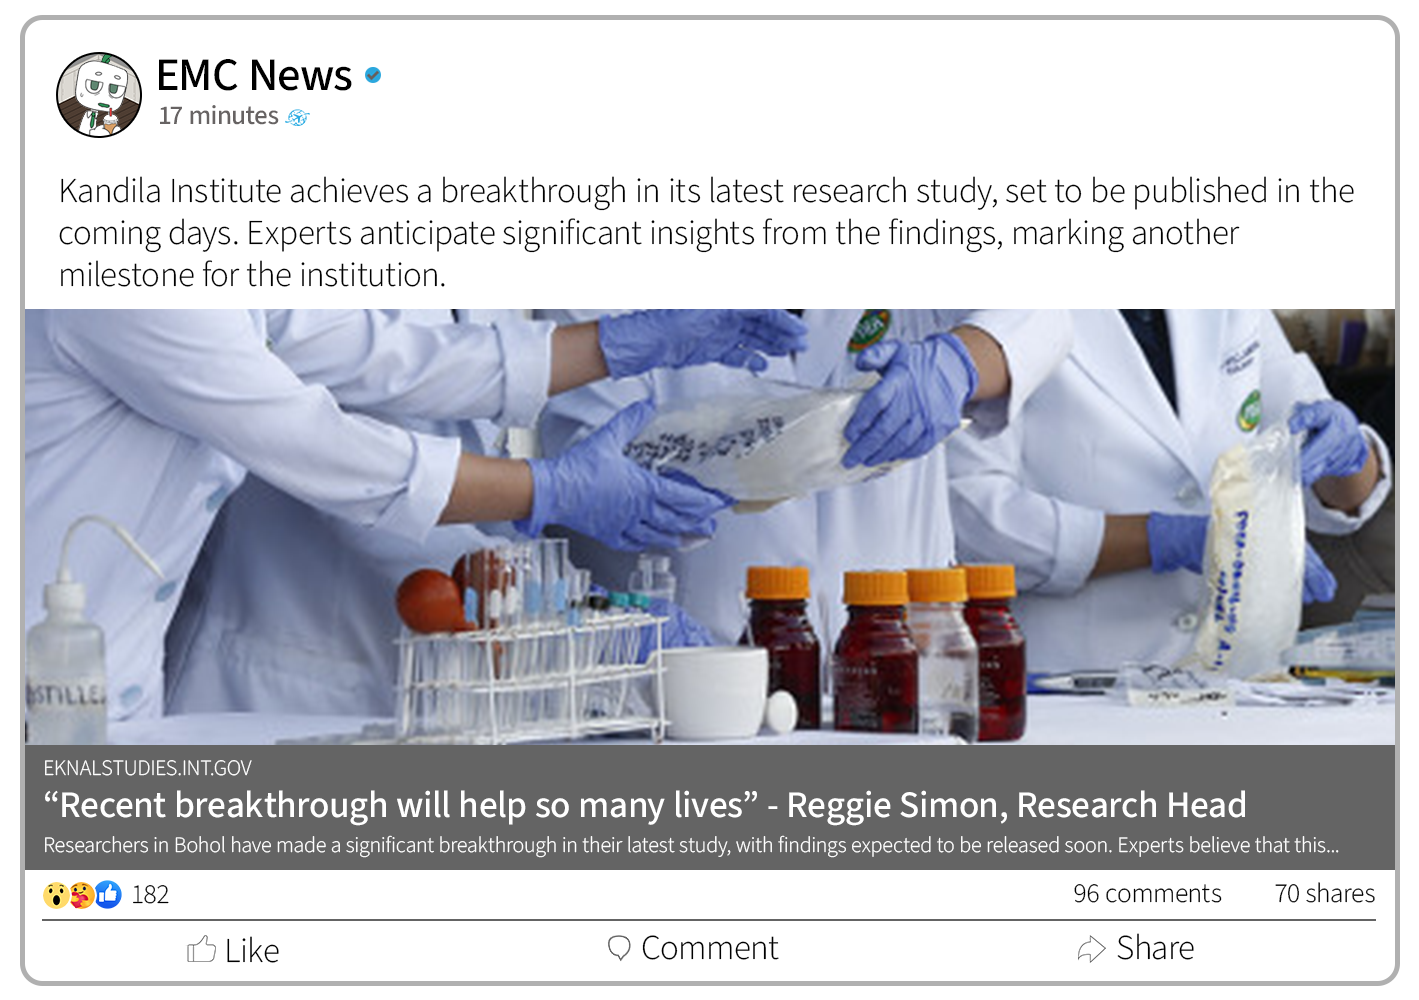 EMC News
17 minutes
Kandila Institute achieves a breakthrough in its latest research study, set to be published in the
coming days. Experts anticipate significant insights from the findings, marking another
milestone for the institution.
EKNALSTUDIES.INT.GOV
“Recent breakthrough will help so many lives” - Reggie Simon, Research Head
Researchers in Bohol have made a significant breakthrough in their latest study, with findings expected to be released soon. Experts believe that this...
182
96 comments
70 shares
Like
Comment
Share